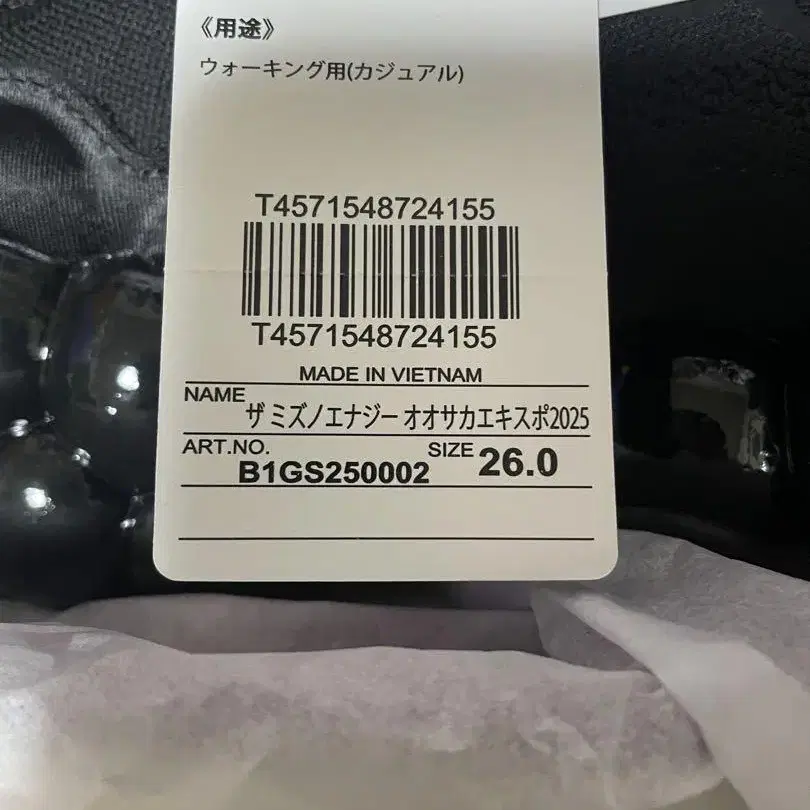 《用途》
ウォーキング用(カジュアル)
T4571548724155
T4571548724155
MADE IN VIETNAM
NAME ザ ミズノエナジー オオサカエキスポ2025
ART.NO. B1GS250002 SIZE 26.0